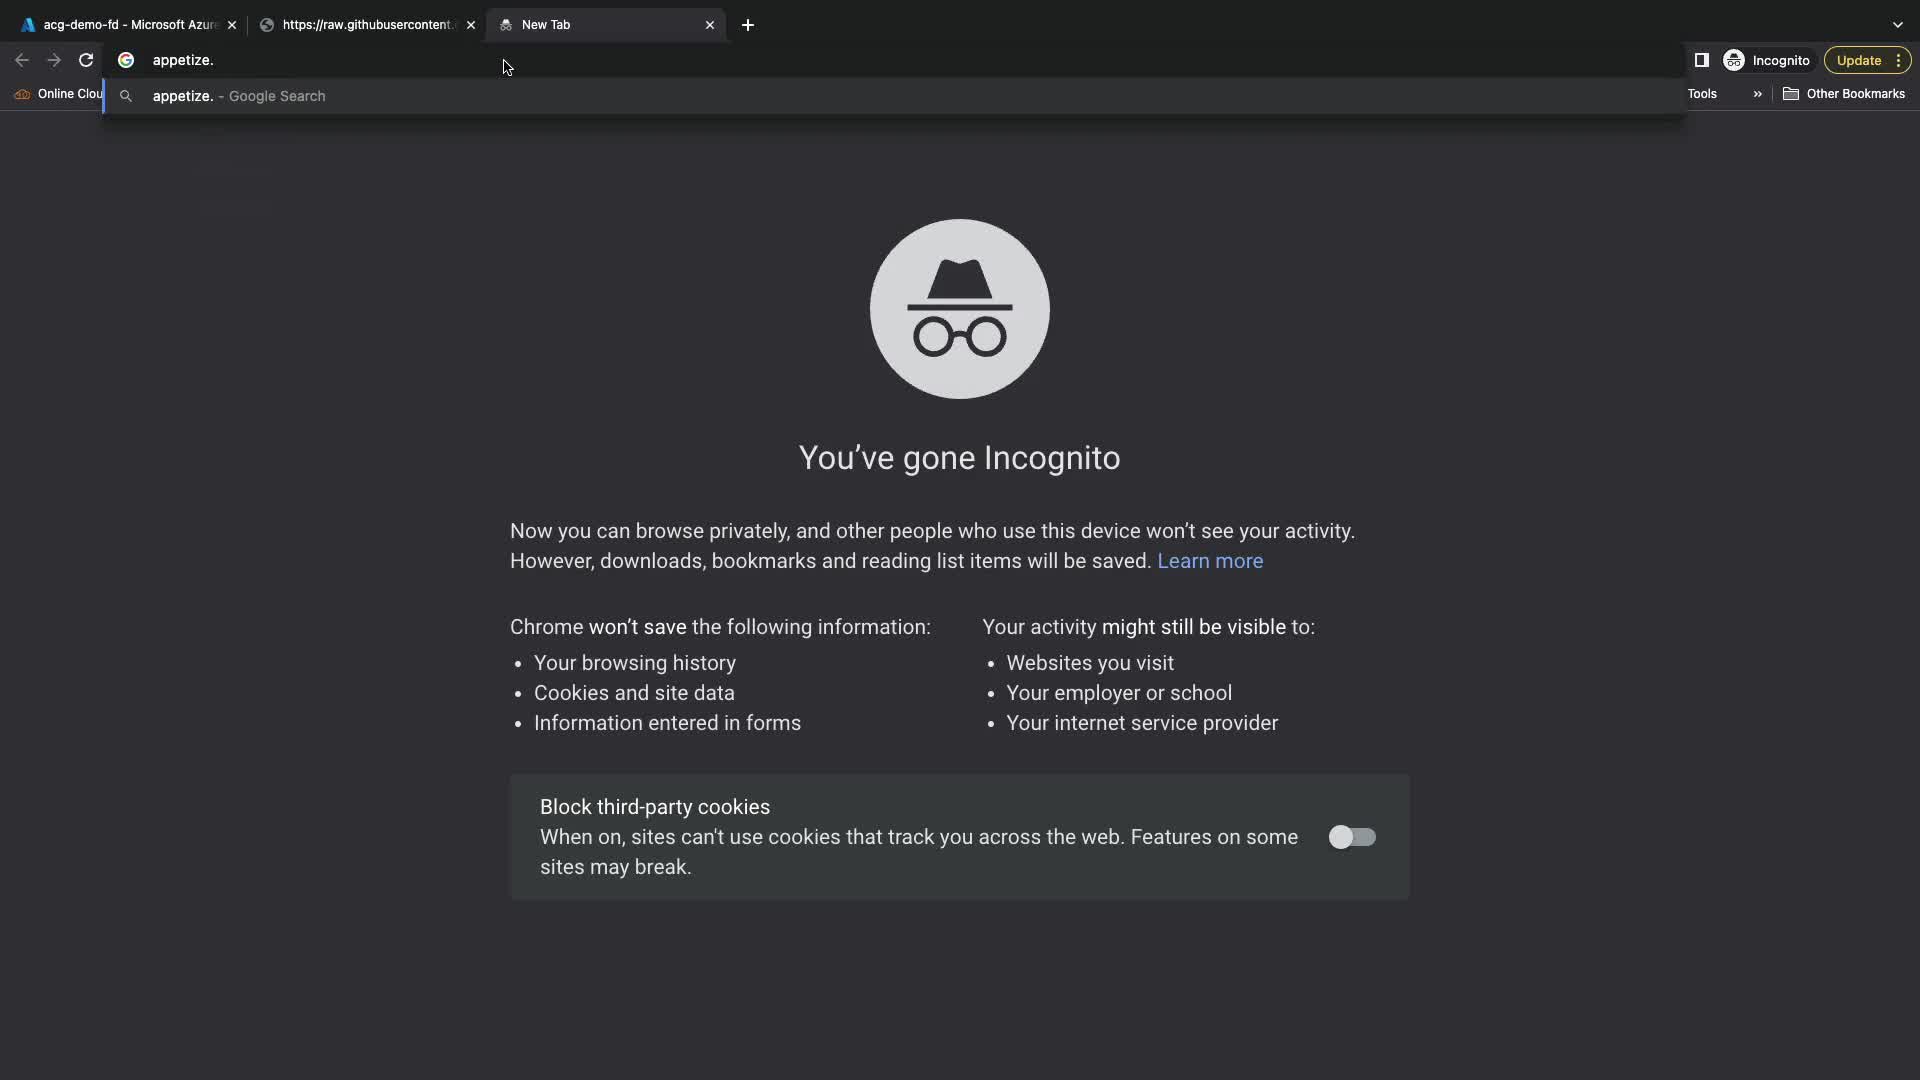 acg-demo-fd - Microsoft Azure
https://raw.githubusercontent.
New Tab
appetize.
Incognito
Update
Online Clou
appetize. - Google Search
Tools
»
Other Bookmarks
You’ve gone Incognito
Now you can browse privately, and other people who use this device won’t see your activity.
However, downloads, bookmarks and reading list items will be saved. Learn more
Chrome won’t save the following information:
• Your browsing history
• Cookies and site data
• Information entered in forms
Your activity might still be visible to:
• Websites you visit
• Your employer or school
• Your internet service provider
Block third-party cookies
When on, sites can't use cookies that track you across the web. Features on some
sites may break.